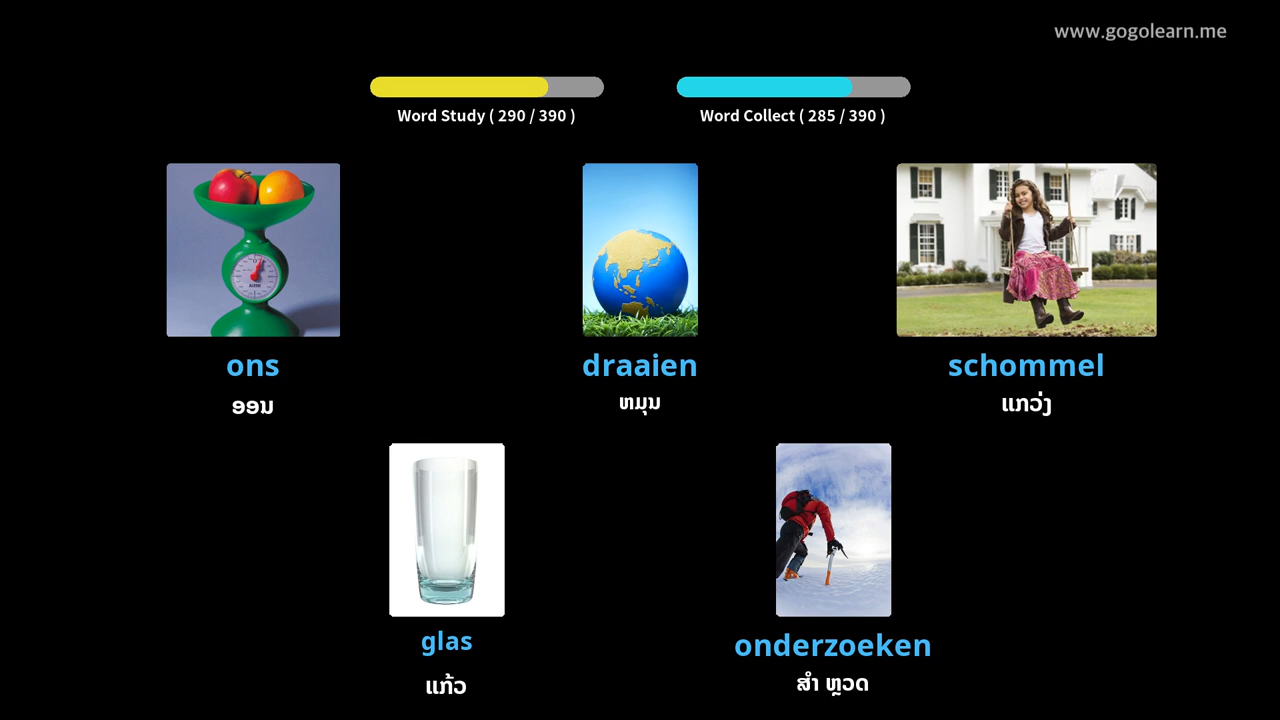 www.gogolearn.me
Word Study ( 290 / 390 )
Word Collect ( 285 / 390 )
ons
ອອນ
draaien
ຫມຸນ
schommel
ແກວ່ງ
glas
ແກ້ວ
onderzoeken
ສໍາ ຫຼວດ